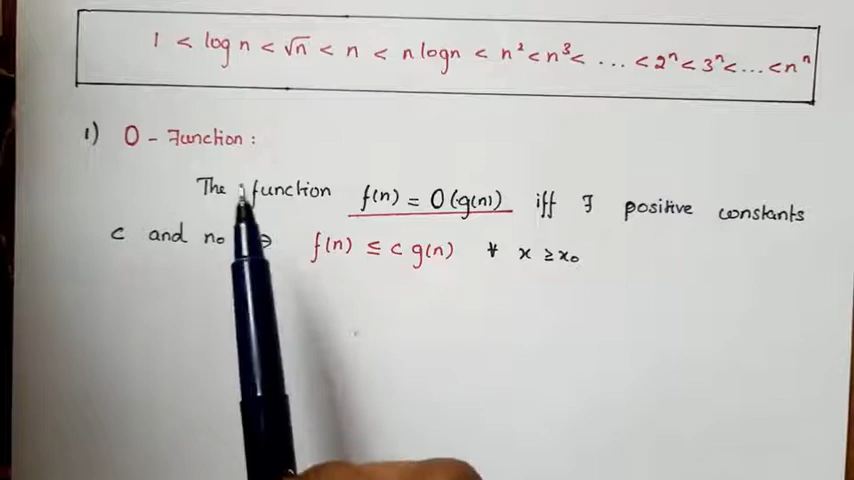 1 < log n < √n < n < n log n < n² < n³ < ... < 2ⁿ < 3ⁿ < ... < nⁿ
1) O - Function :
The function f(n) = O(g(n)) iff ∃ positive constants
c and n₀ ∋ f(n) ≤ c g(n) ∀ x ≥ x₀